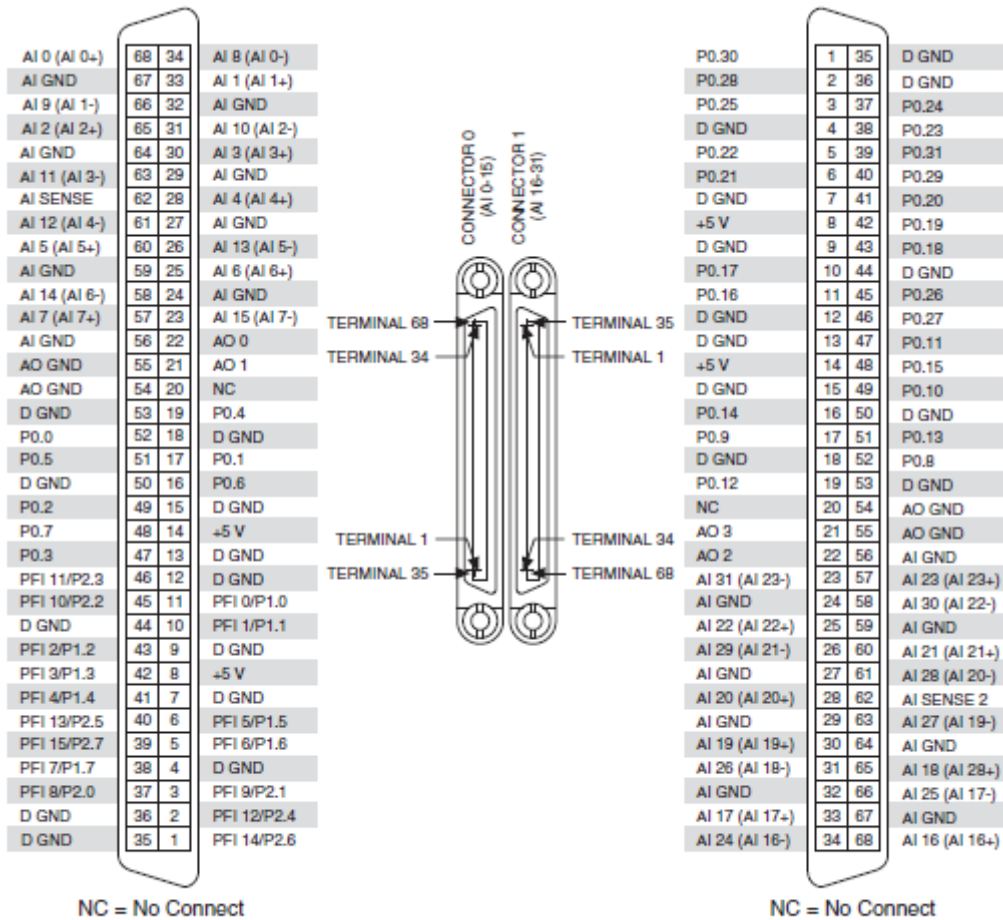 AI 0 (AI 0+) 68 34 AI 8 (AI 0-)
AI GND 67 33 AI 1 (AI 1+)
AI 9 (AI 1-) 66 32 AI GND
AI 2 (AI 2+) 65 31 AI 10 (AI 2-)
AI GND 64 30 AI 3 (AI 3+)
AI 11 (AI 3-) 63 29 AI GND
AI SENSE 62 28 AI 4 (AI 4+)
AI 12 (AI 4-) 61 27 AI GND
AI 5 (AI 5+) 60 26 AI 13 (AI 5-)
AI GND 59 25 AI 6 (AI 6+)
AI 14 (AI 6-) 58 24 AI GND
AI 7 (AI 7+) 57 23 AI 15 (AI 7-)
AI GND 56 22 AO 0
AO GND 55 21 AO 1
AO GND 54 20 NC
D GND 53 19 P0.4
P0.0 52 18 D GND
P0.5 51 17 P0.1
D GND 50 16 P0.6
P0.2 49 15 D GND
P0.7 48 14 +5 V
P0.3 47 13 D GND
PFI 11/P2.3 46 12 D GND
PFI 10/P2.2 45 11 PFI 0/P1.0
D GND 44 10 PFI 1/P1.1
PFI 2/P1.2 43 9 D GND
PFI 3/P1.3 42 8 +5 V
PFI 4/P1.4 41 7 D GND
PFI 13/P2.5 40 6 PFI 5/P1.5
PFI 15/P2.7 39 5 PFI 6/P1.6
PFI 7/P1.7 38 4 D GND
PFI 8/P2.0 37 3 PFI 9/P2.1
D GND 36 2 PFI 12/P2.4
D GND 35 1 PFI 14/P2.6
NC = No Connect
CONNECTOR 0
(AI 0-15)
CONNECTOR 1
(AI 16-31)
TERMINAL 68
TERMINAL 34
TERMINAL 35
TERMINAL 1
TERMINAL 1
TERMINAL 35
TERMINAL 34
TERMINAL 68
P0.30 1 35 D GND
P0.28 2 36 D GND
P0.25 3 37 P0.24
D GND 4 38 P0.23
P0.22 5 39 P0.31
P0.21 6 40 P0.29
D GND 7 41 P0.20
+5 V 8 42 P0.19
D GND 9 43 P0.18
P0.17 10 44 D GND
P0.16 11 45 P0.26
D GND 12 46 P0.27
D GND 13 47 P0.11
+5 V 14 48 P0.15
D GND 15 49 P0.10
P0.14 16 50 D GND
P0.9 17 51 P0.13
D GND 18 52 P0.8
P0.12 19 53 D GND
NC 20 54 AO GND
AO 3 21 55 AO GND
AO 2 22 56 AI GND
AI 31 (AI 23-) 23 57 AI 23 (AI 23+)
AI GND 24 58 AI 30 (AI 22-)
AI 22 (AI 22+) 25 59 AI GND
AI 29 (AI 21-) 26 60 AI 21 (AI 21+)
AI GND 27 61 AI 28 (AI 20-)
AI 20 (AI 20+) 28 62 AI SENSE 2
AI GND 29 63 AI 27 (AI 19-)
AI 19 (AI 19+) 30 64 AI GND
AI 26 (AI 18-) 31 65 AI 18 (AI 28+)
AI GND 32 66 AI 25 (AI 17-)
AI 17 (AI 17+) 33 67 AI GND
AI 24 (AI 16-) 34 68 AI 16 (AI 16+)
NC = No Connect